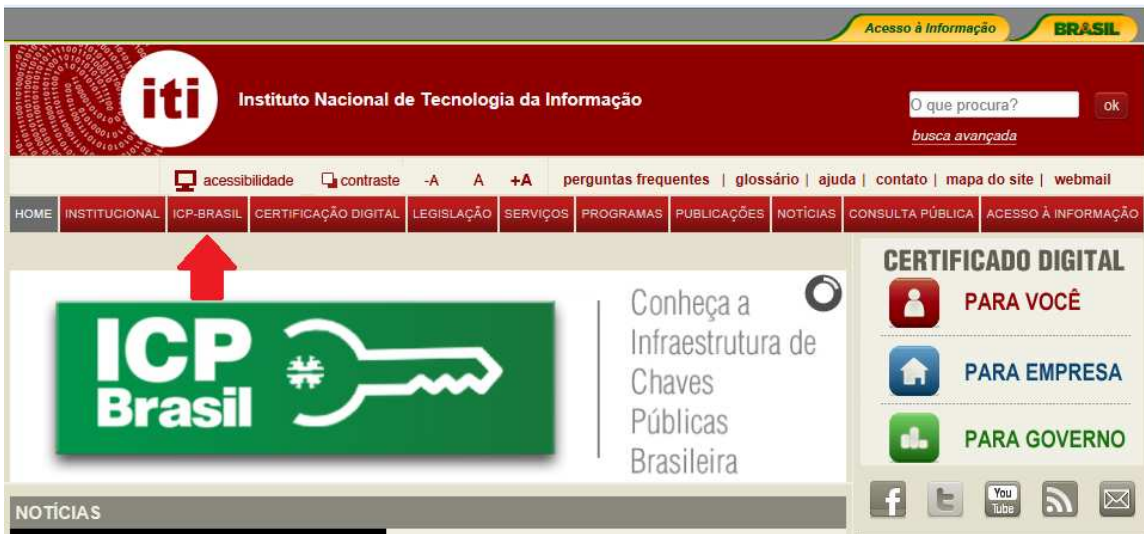 Acesso à Informação BRASIL
iti Instituto Nacional de Tecnologia da Informação
O que procura? ok
busca avançada
acessibilidade contraste -A A +A perguntas frequentes | glossário | ajuda | contato | mapa do site | webmail
HOME INSTITUCIONAL ICP-BRASIL CERTIFICAÇÃO DIGITAL LEGISLAÇÃO SERVIÇOS PROGRAMAS PUBLICAÇÕES NOTÍCIAS CONSULTA PÚBLICA ACESSO À INFORMAÇÃO
ICP
Brasil
Conheça a
Infraestrutura de
Chaves
Públicas
Brasileira
CERTIFICADO DIGITAL
PARA VOCÊ
PARA EMPRESA
PARA GOVERNO
You
Tube
NOTÍCIAS